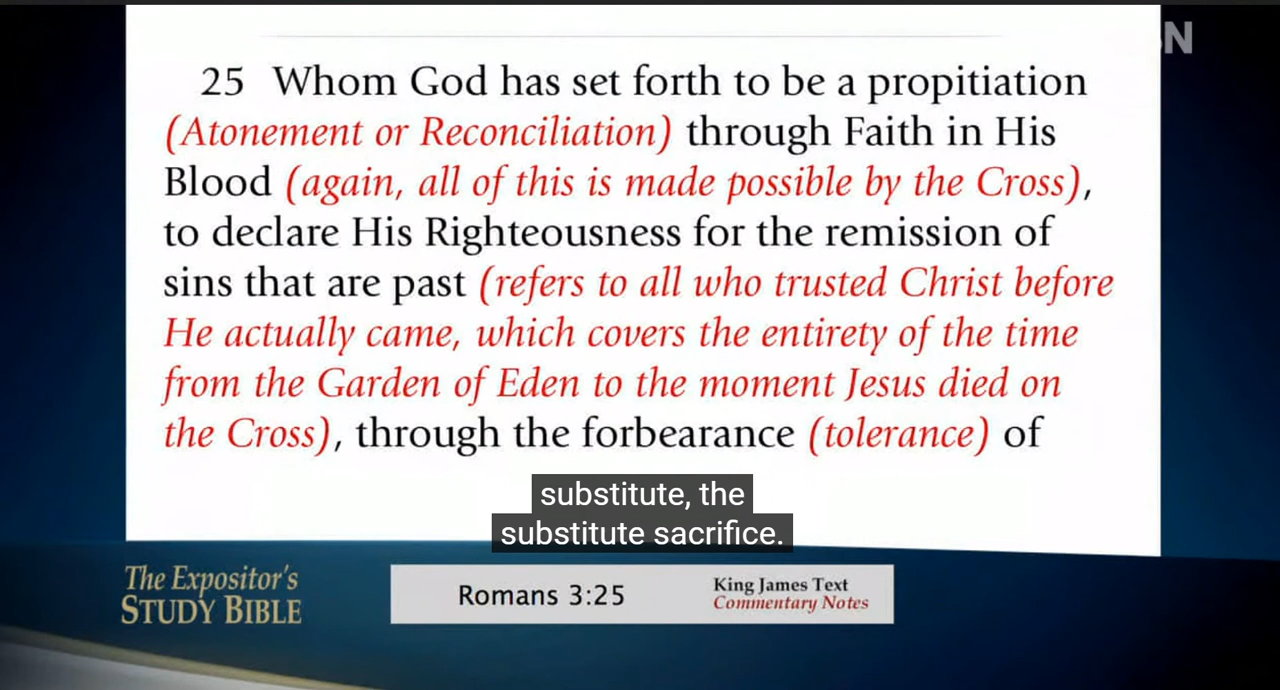 N
25 Whom God has set forth to be a propitiation
(Atonement or Reconciliation) through Faith in His
Blood (again, all of this is made possible by the Cross),
to declare His Righteousness for the remission of
sins that are past (refers to all who trusted Christ before
He actually came, which covers the entirety of the time
from the Garden of Eden to the moment Jesus died on
the Cross), through the forbearance (tolerance) of
substitute, the
substitute sacrifice.
The Expositor's
STUDY BIBLE
Romans 3:25
King James Text
Commentary Notes